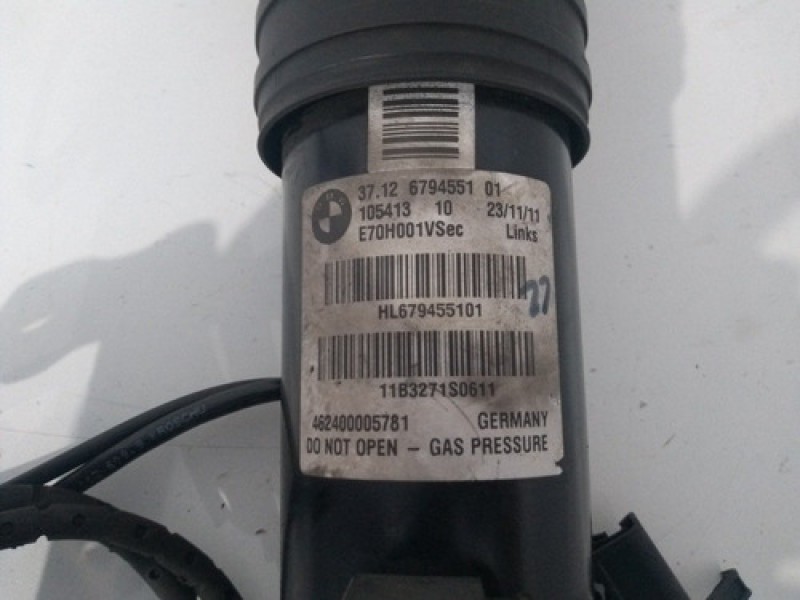 37.12 6794551 01
105413 10 23/11/11
E70H001VSec Links
HL679455101
11B3271S0611
462400005781 GERMANY
DO NOT OPEN - GAS PRESSURE